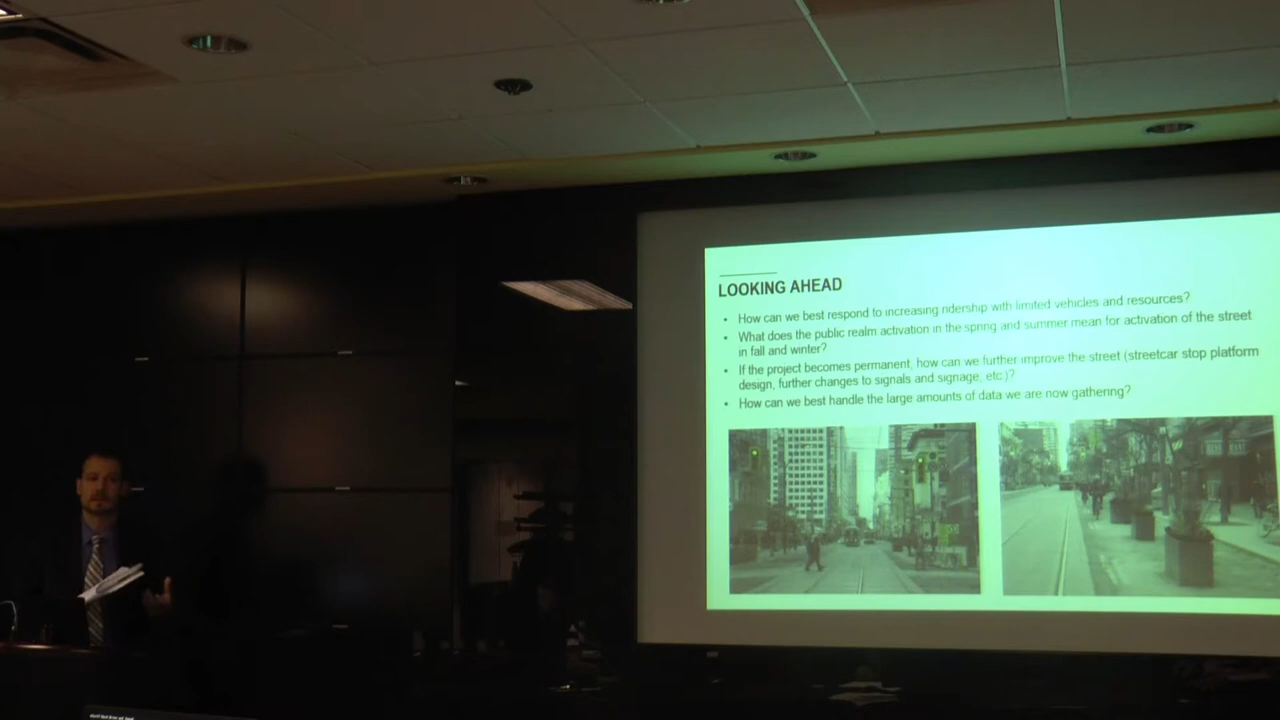 LOOKING AHEAD
• How can we best respond to increasing ridership with limited vehicles and resources?
• What does the public realm activation in the spring and summer mean for activation of the street
in fall and winter?
• If the project becomes permanent, how can we further improve the street (streetcar stop platform
design, further changes to signals and signage, etc.)?
• How can we best handle the large amounts of data we are now gathering?